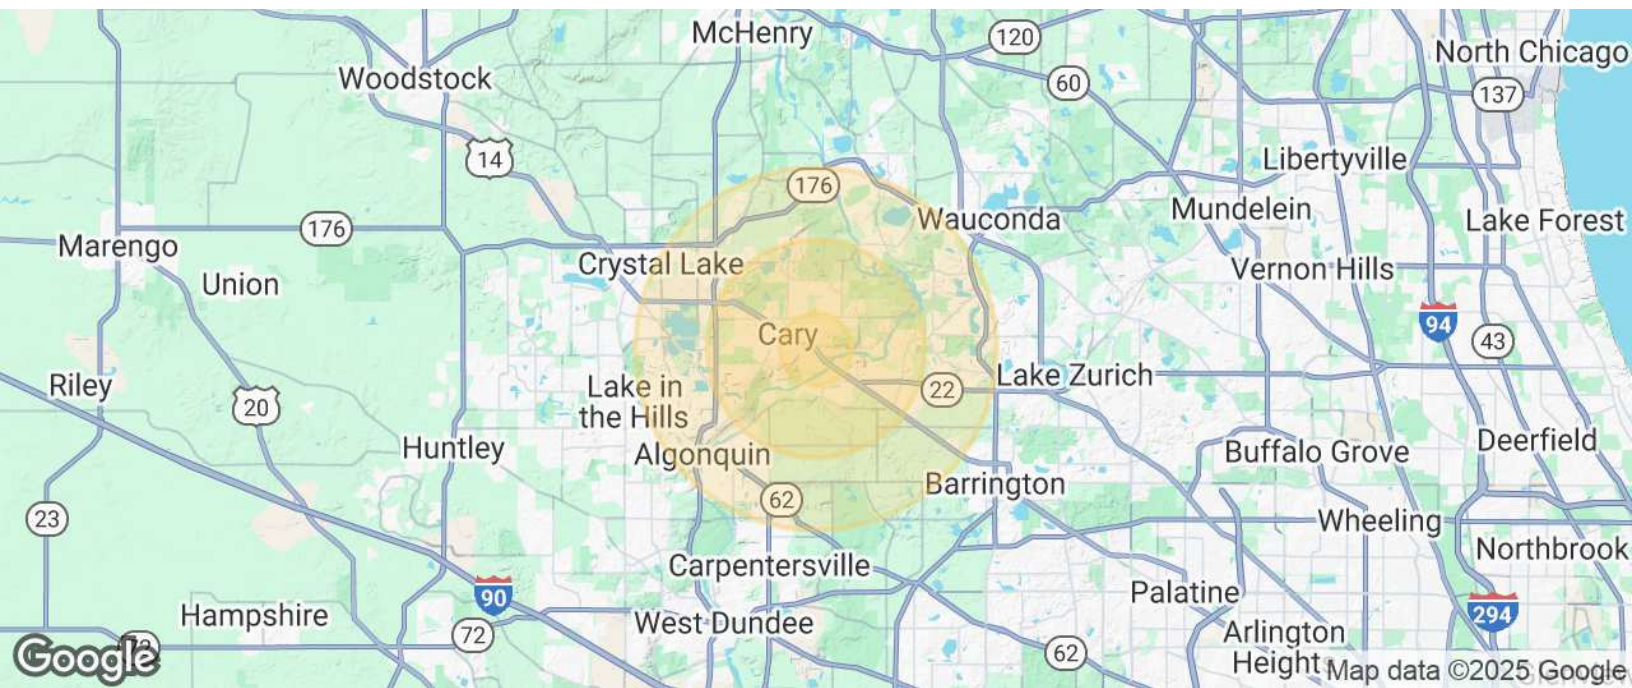 McHenry
120
North Chicago
Woodstock
60
137
14
Libertyville
176
Wauconda
Mundelein
Lake Forest
176
Marengo
Crystal Lake
Vernon Hills
Union
94
Cary
43
Riley
Lake in
the Hills
22
Lake Zurich
20
Huntley
Algonquin
Buffalo Grove
Deerfield
Barrington
62
23
Wheeling
Northbrook
Carpentersville
90
Palatine
Hampshire
West Dundee
294
72
Arlington
Heights
62
72
Google
Map data ©2025 Google